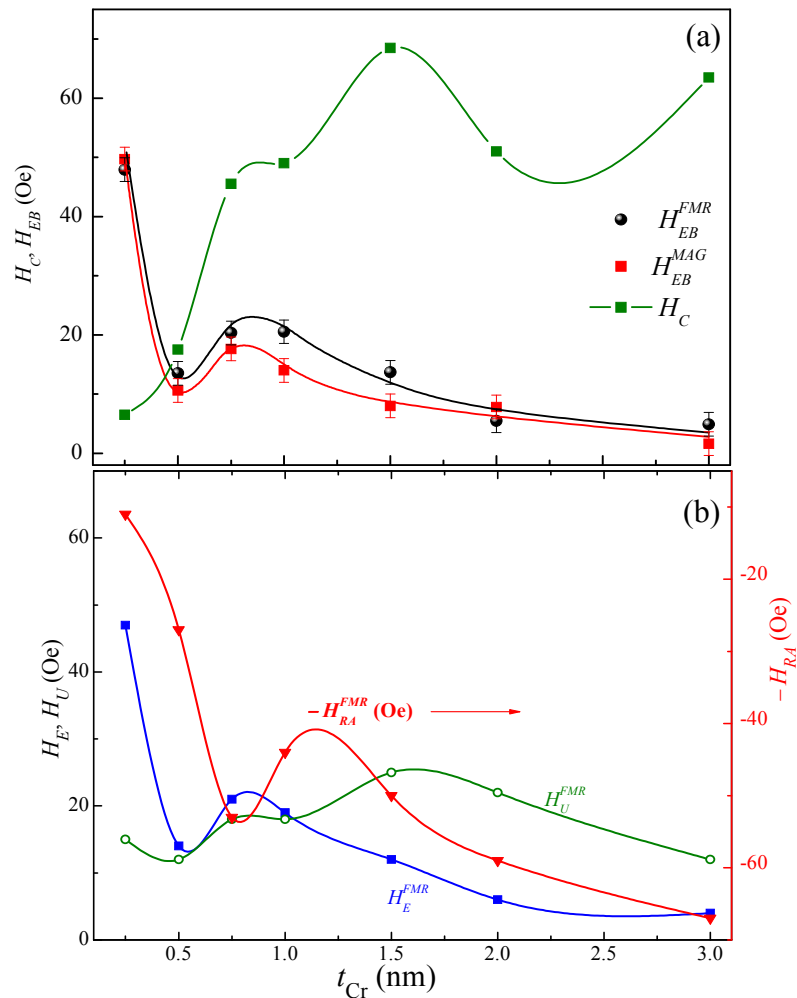 (a)
60
40
20
0
H_C, H_EB (Oe)
H_EB^FMR
H_EB^MAG
H_C
(b)
60
40
20
0
H_E, H_U (Oe)
-20
-40
-60
− H_RA (Oe)
− H_RA^FMR (Oe)
H_U^FMR
H_E^FMR
0.5 1.0 1.5 2.0 2.5 3.0
t_Cr (nm)